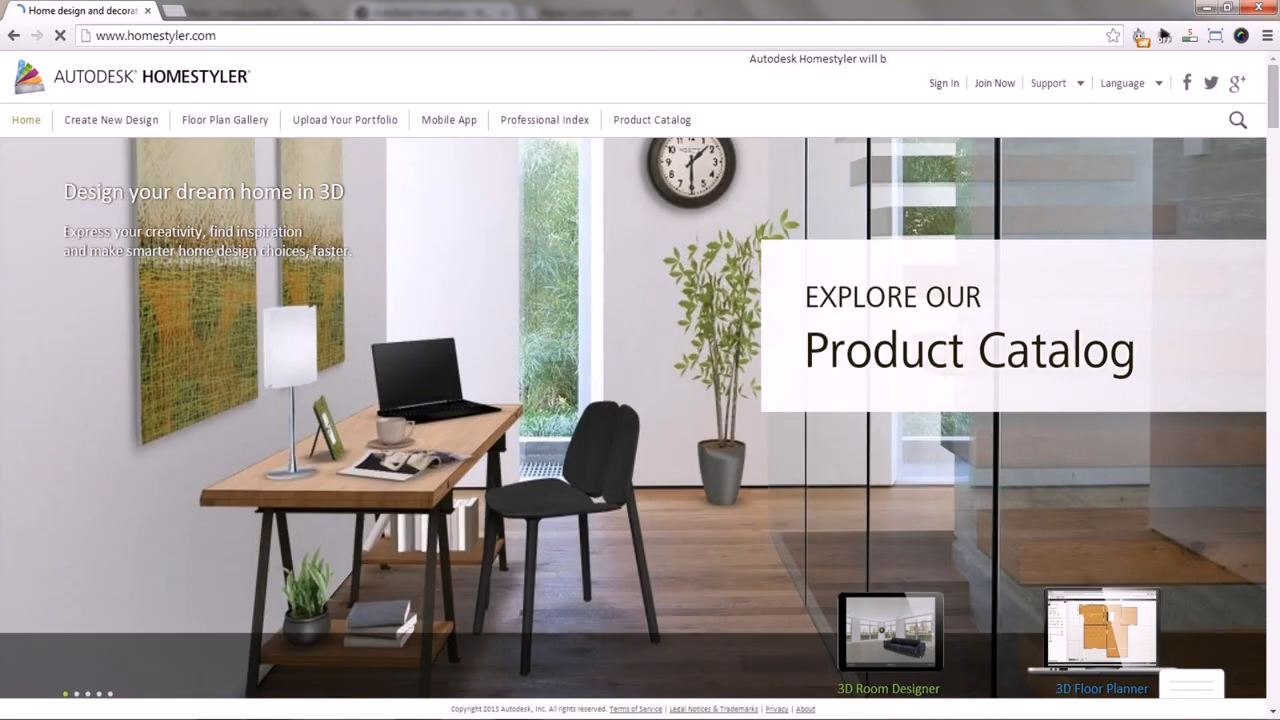 Home design and decorat
www.homestyler.com
Autodesk Homestyler will b
AUTODESK® HOMESTYLER®
Sign In
Join Now
Support
Language
Home
Create New Design
Floor Plan Gallery
Upload Your Portfolio
Mobile App
Professional Index
Product Catalog
Design your dream home in 3D
Express your creativity, find inspiration
and make smarter home design choices, faster.
EXPLORE OUR
Product Catalog
3D Room Designer
3D Floor Planner
Copyright 2013 Autodesk, Inc. All rights reserved. Terms of Service | Legal Notices & Trademarks | Privacy | About